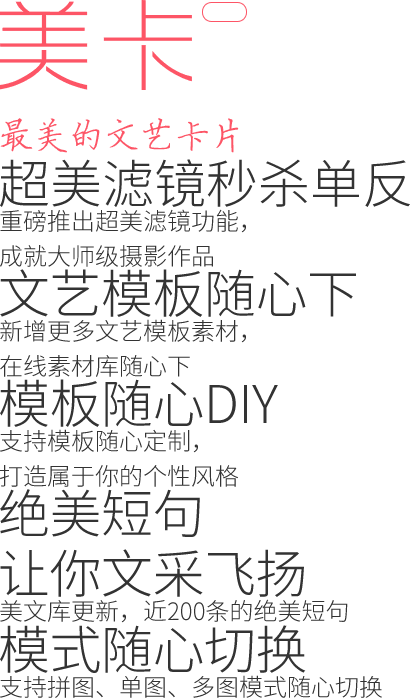 美卡
最美的文艺卡片
超美滤镜秒杀单反
重磅推出超美滤镜功能，
成就大师级摄影作品
文艺模板随心下
新增更多文艺模板素材，
在线素材库随心下
模板随心DIY
支持模板随心定制，
打造属于你的个性风格
绝美短句
让你文采飞扬
美文库更新，近200条的绝美短句
模式随心切换
支持拼图、单图、多图模式随心切换